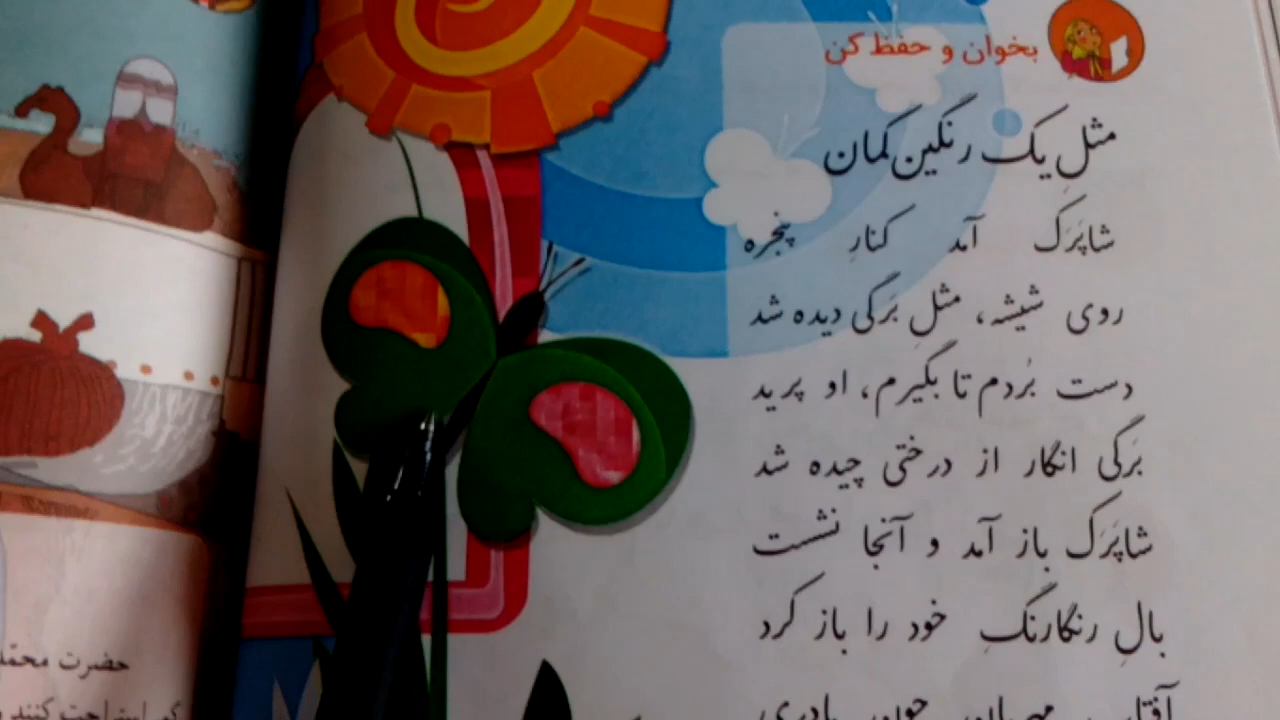 بخوان و حفظ کن
مثلِ یک رنگین‌کمان
شاپَرَک آمد کنارِ پنجره
روی شیشه، مثلِ بَرگی دیده شد
دست بُردم تا بگیرم، او پرید
بَرگی انگار از درختی چیده شد
شاپَرَک باز آمد و آنجا نشست
بالِ رنگارنگِ خود را باز کرد
حضرت محمّد